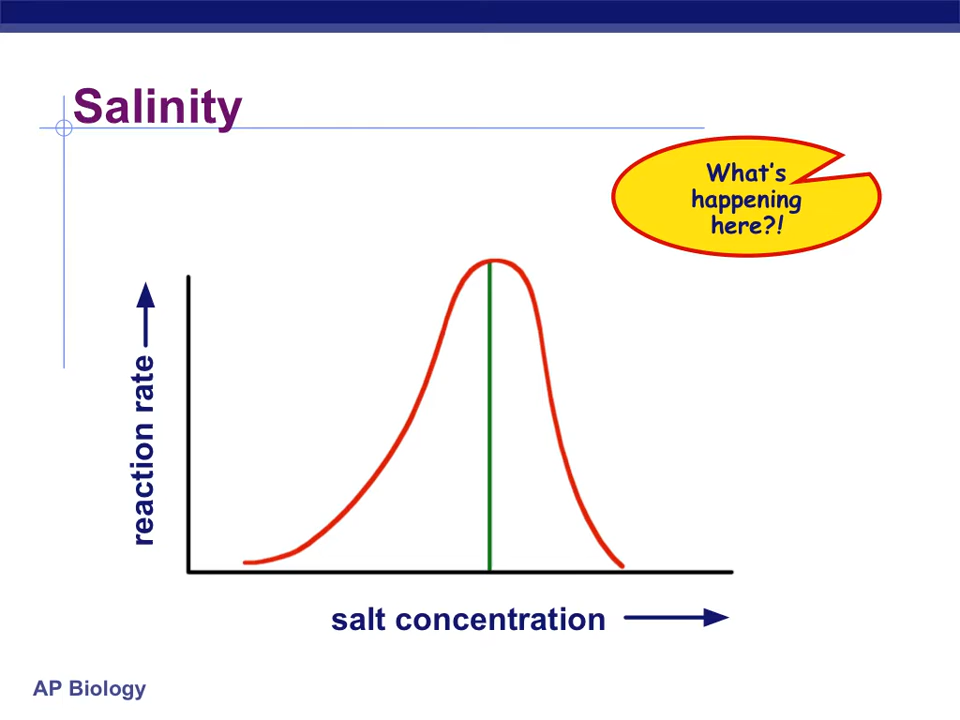 Salinity
What's
happening
here?!
reaction rate
salt concentration
AP Biology